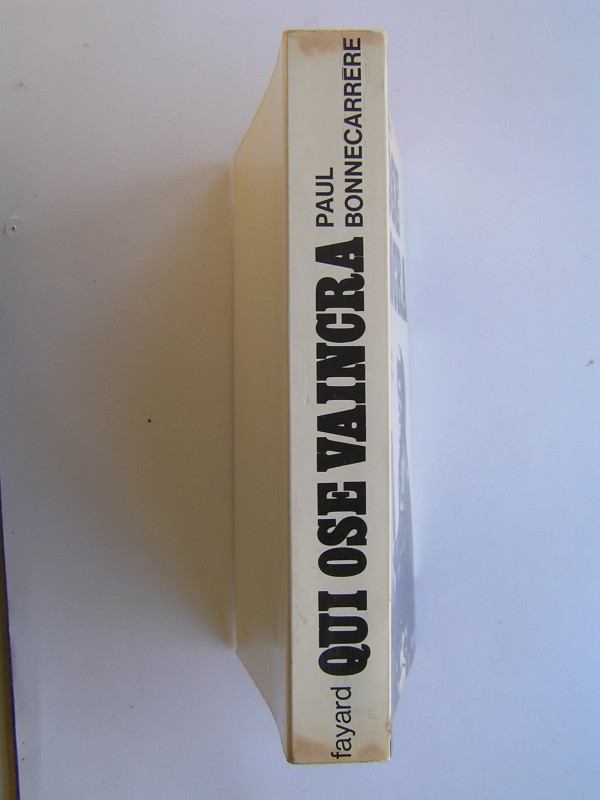 fayard
QUI OSE VAINCRA
PAUL
BONNECARRÈRE